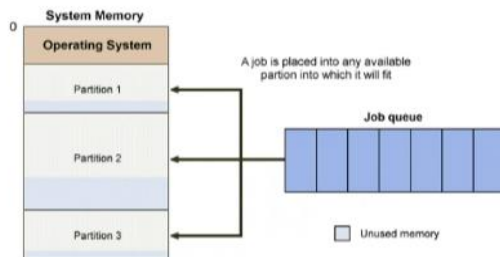 System Memory
0
Operating System
Partition 1
Partition 2
Partition 3
A job is placed into any available
partion into which it will fit
Job queue
Unused memory